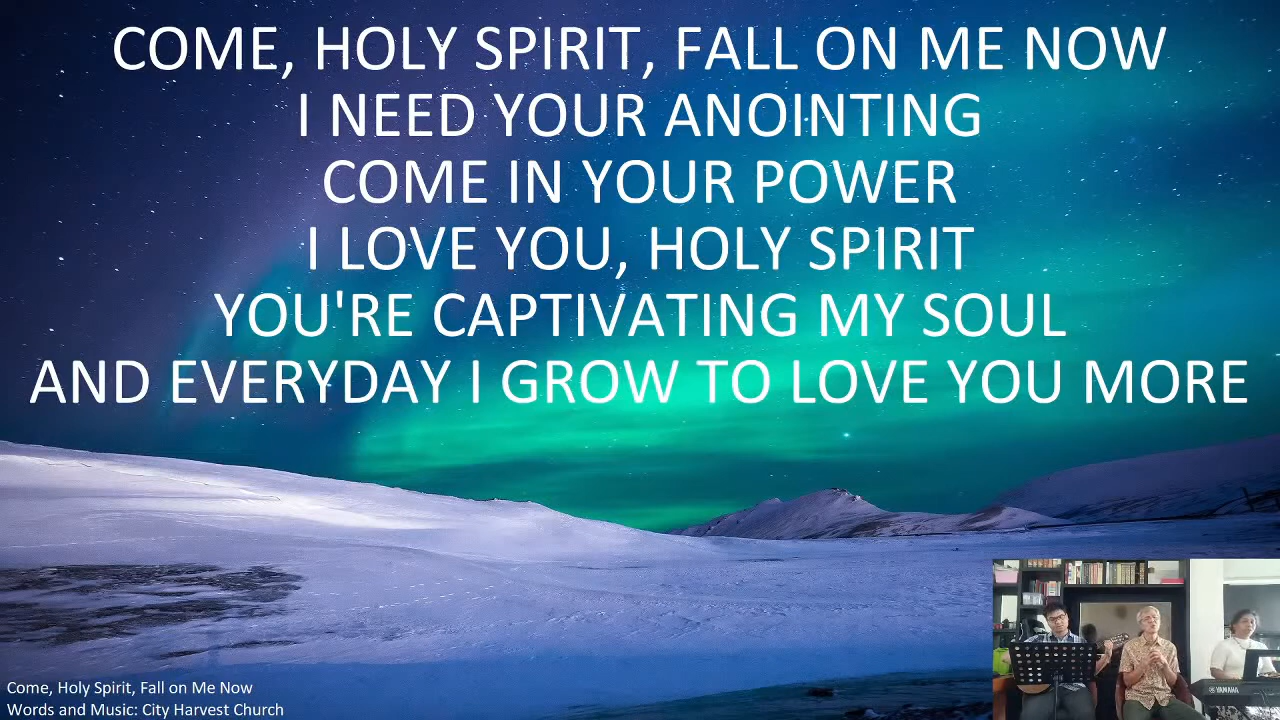 COME, HOLY SPIRIT, FALL ON ME NOW
I NEED YOUR ANOINTING
COME IN YOUR POWER
I LOVE YOU, HOLY SPIRIT
YOU'RE CAPTIVATING MY SOUL
AND EVERYDAY I GROW TO LOVE YOU MORE
Come, Holy Spirit, Fall on Me Now
Words and Music: City Harvest Church
YAMAHA